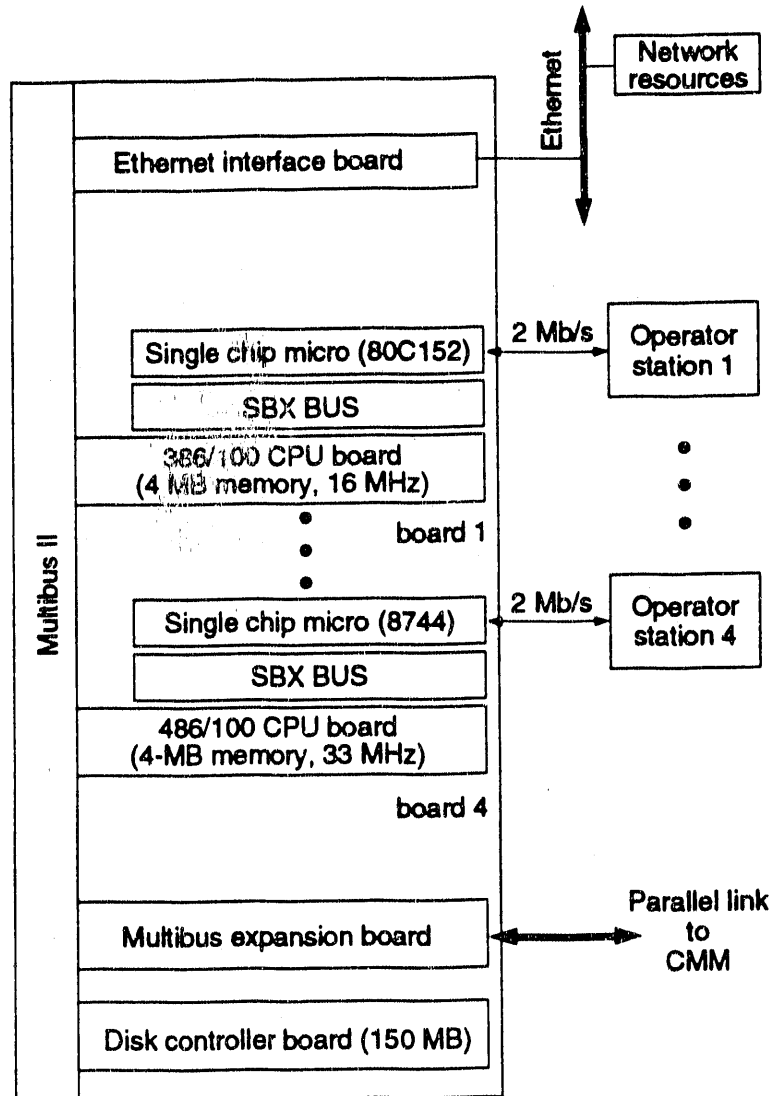 Network
resources
Ethernet
Ethernet interface board
Single chip micro (80C152)
2 Mb/s
Operator
station 1
SBX BUS
386/100 CPU board
(4 MB memory, 16 MHz)
board 1
Multibus II
Single chip micro (8744)
2 Mb/s
Operator
station 4
SBX BUS
486/100 CPU board
(4-MB memory, 33 MHz)
board 4
Multibus expansion board
Parallel link
to
CMM
Disk controller board (150 MB)